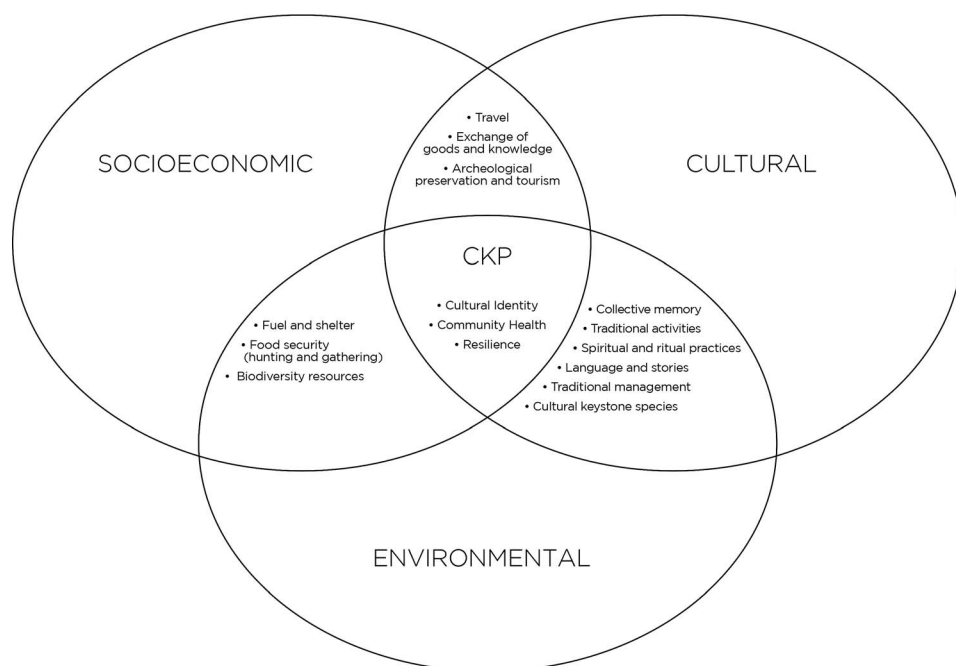 • Travel
• Exchange of
goods and knowledge
• Archeological
preservation and tourism
SOCIOECONOMIC
CULTURAL
CKP
• Cultural Identity
• Community Health
• Resilience
• Fuel and shelter
• Food security
(hunting and gathering)
• Biodiversity resources
• Collective memory
• Traditional activities
• Spiritual and ritual practices
• Language and stories
• Traditional management
• Cultural keystone species
ENVIRONMENTAL